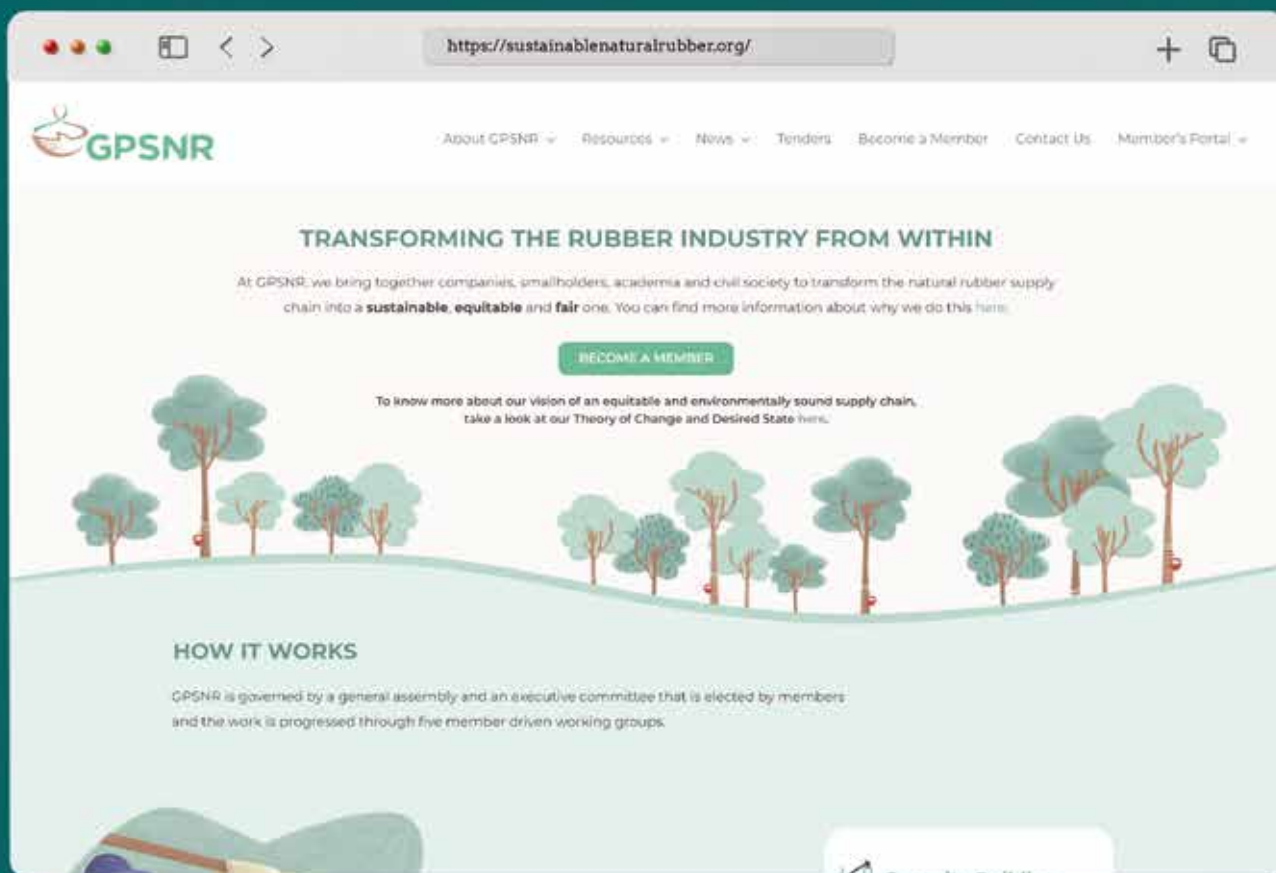 https://sustainablenaturalrubber.org/
GPSNR
About GPSNR
Resources
News
Tenders
Become a Member
Contact Us
Member's Portal
TRANSFORMING THE RUBBER INDUSTRY FROM WITHIN
At GPSNR, we bring together companies, smallholders, academia and civil society to transform the natural rubber supply
chain into a sustainable, equitable and fair one. You can find more information about why we do this here.
BECOME A MEMBER
To know more about our vision of an equitable and environmentally sound supply chain,
take a look at our Theory of Change and Desired State here.
HOW IT WORKS
GPSNR is governed by a general assembly and an executive committee that is elected by members
and the work is progressed through five member driven working groups.